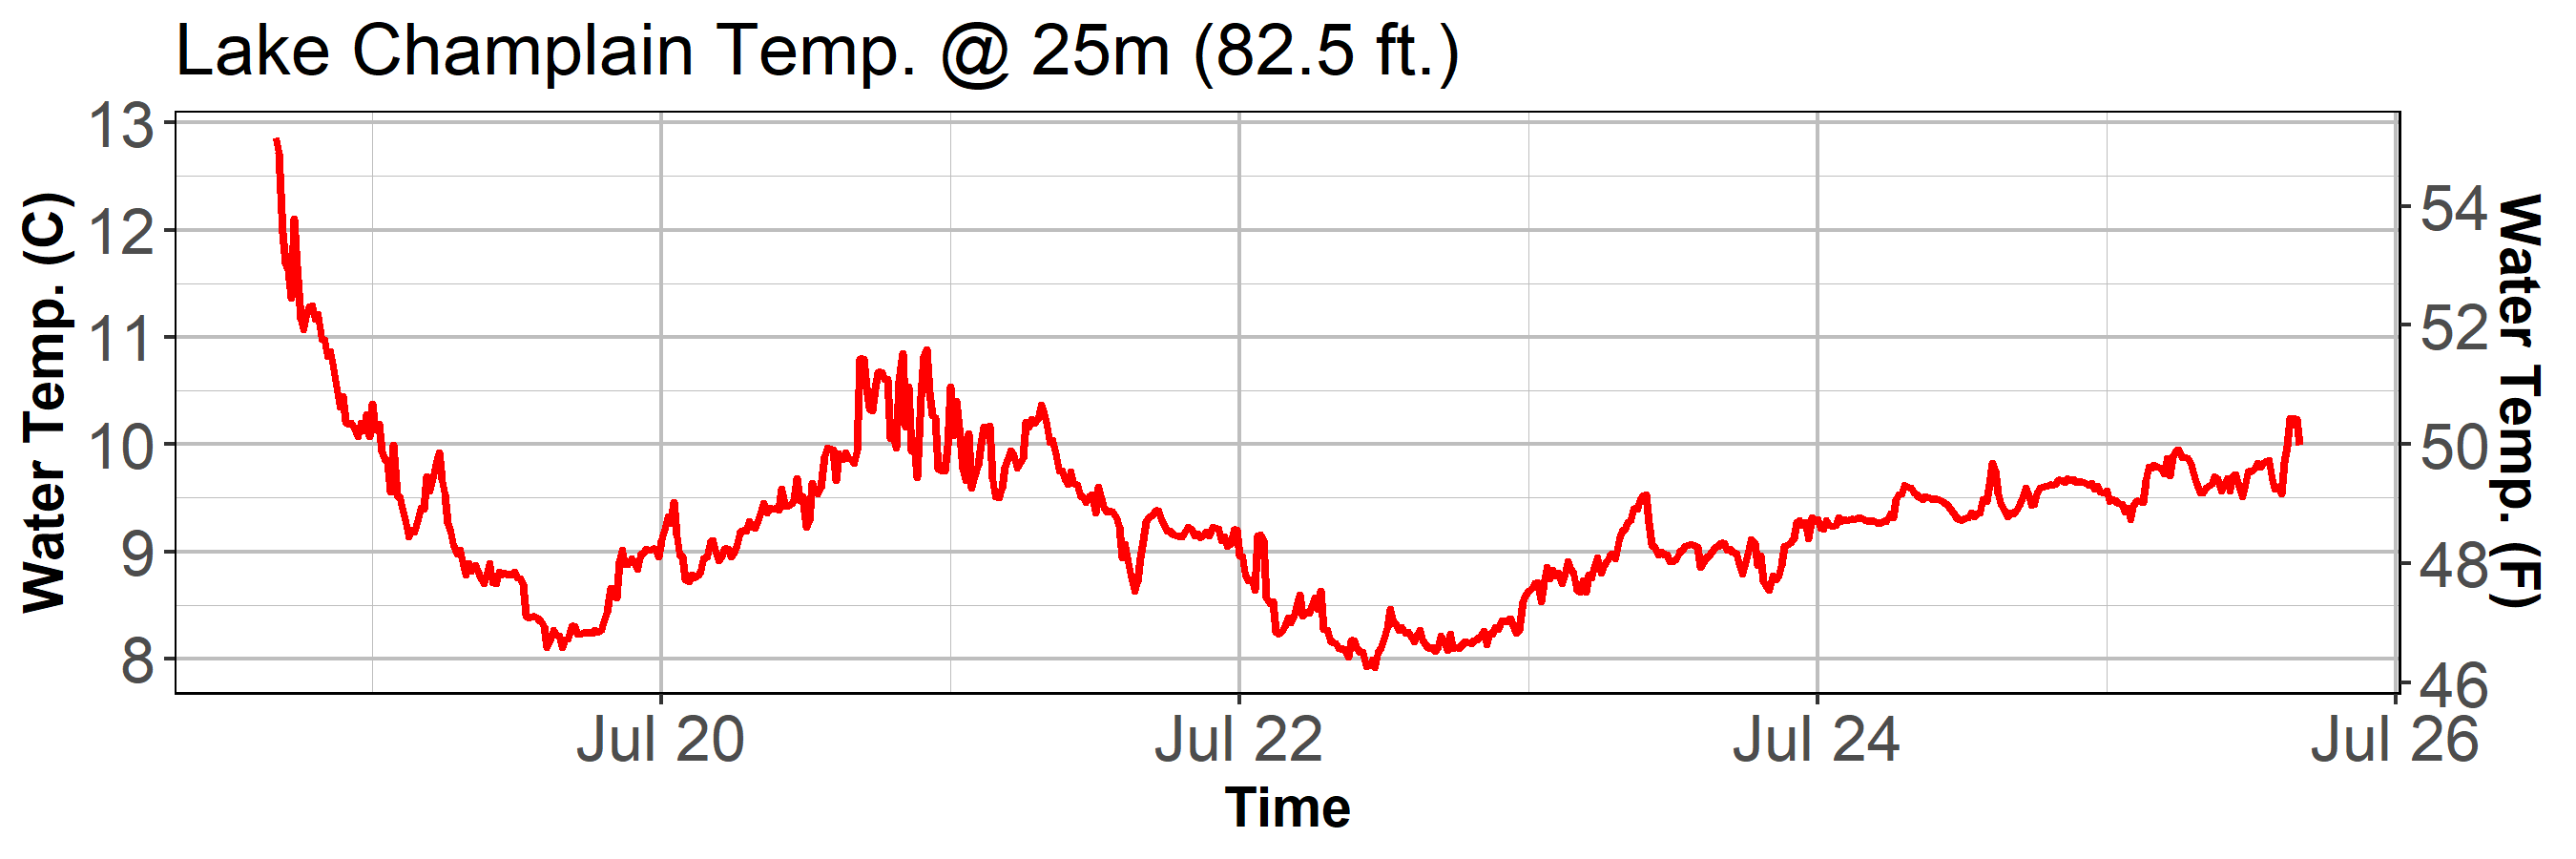 Lake Champlain Temp. @ 25m (82.5 ft.)
Water Temp. (C)
13
12
11
10
9
8
54
52
50
48
46
Water Temp. (F)
Jul 20 Jul 22 Jul 24 Jul 26
Time